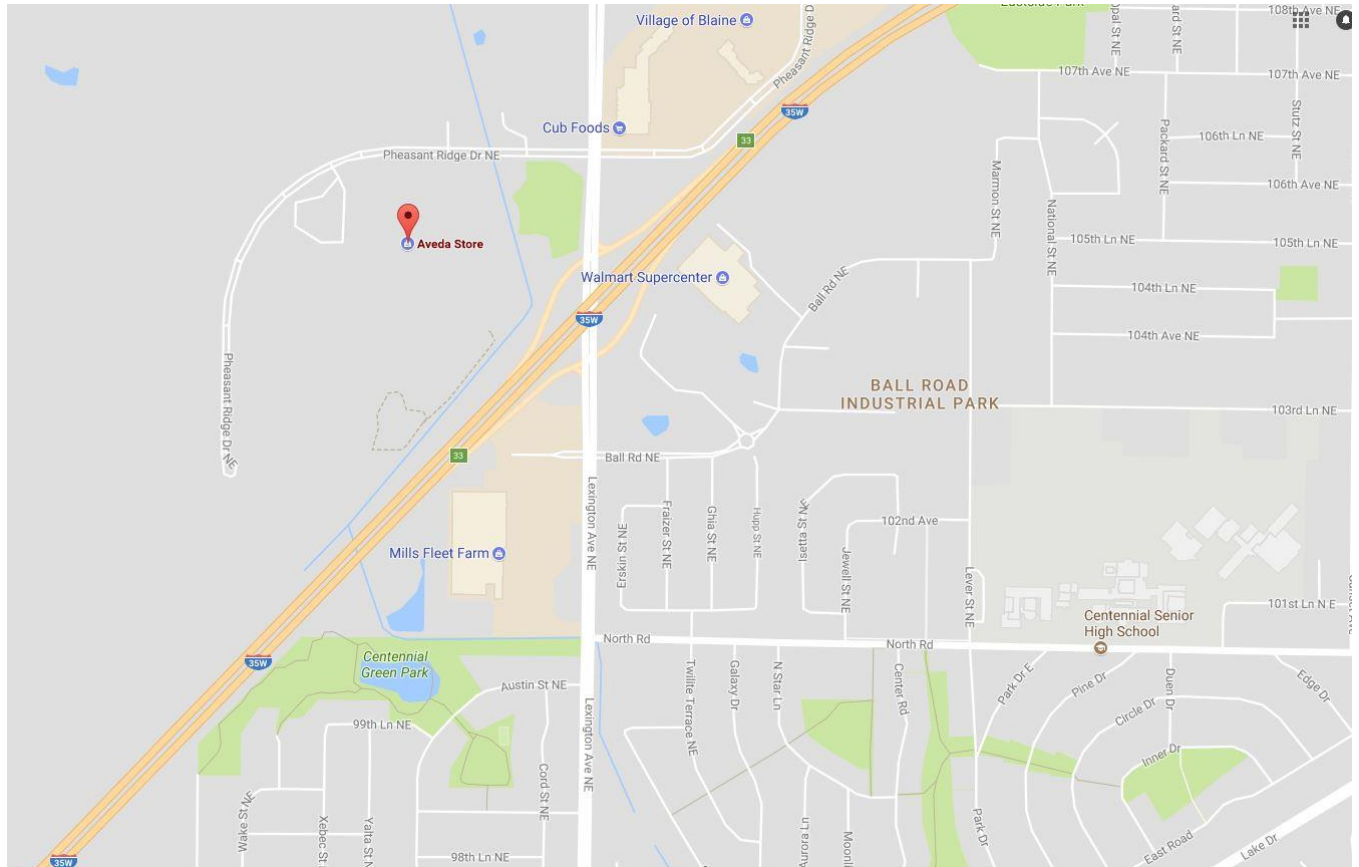 Village of Blaine
Eastside Park
108th Ave NE
Pheasant Ridge D
35W
107th Ave NE
107th Ave NE
Stutz St NE
Cub Foods
33
Packard St NE
106th Ln NE
Pheasant Ridge Dr NE
Marmon St NE
106th Ave NE
National St NE
Aveda Store
105th Ln NE
105th Ln NE
Walmart Supercenter
Ball Rd NE
104th Ln NE
35W
104th Ave NE
Pheasant Ridge Dr NE
BALL ROAD
INDUSTRIAL PARK
103rd Ln NE
33
Ball Rd NE
Lexington Ave NE
Fraizer St NE
Ghia St NE
Hupp St NE
Isetta St NE
102nd Ave
Erskin St NE
Jewell St NE
Mills Fleet Farm
Lever St NE
101st Ln N E
Centennial Senior
High School
North Rd
North Rd
35W
Centennial
Green Park
Austin St NE
Twilite Terrace NE
Galaxy Dr
N Star Ln
Center Rd
Park Dr E
Pine Dr
Duen Dr
Edge Dr
Circle Dr
99th Ln NE
Lexington Ave NE
Inner Dr
Wake St NE
Xebec St
Yalta St N
Cord St NE
Aurora Ln
Moonli
Park Dr
East Road
Lake Dr
98th Ln NE
35W